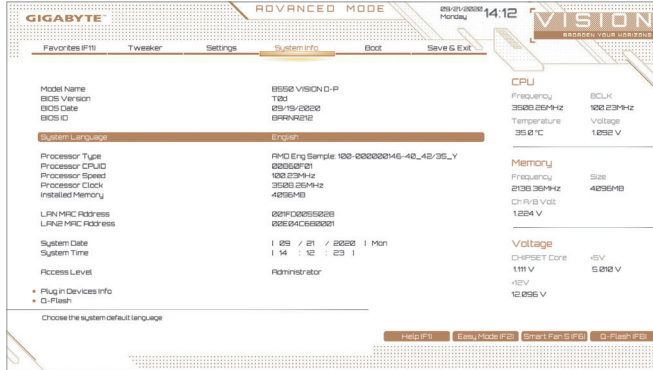 GIGABYTE™
ADVANCED MODE
09/21/2020 Monday 14:12
VISION
BROADEN YOUR HORIZONS
Favorites (F11) Tweaker Settings System Info. Boot Save & Exit
Model Name B550 VISION D-P
BIOS Version T0d
BIOS Date 09/19/2020
BIOS ID 8ARNA212
System Language English
Processor Type AMD Eng Sample: 100-000000146-40_42/35_Y
Processor CPUID 00860F01
Processor Speed 100.23MHz
Processor Clock 3508.26MHz
Installed Memory 4096MB
LAN MAC Address 001FD0055028
LAN2 MAC Address 00E04C680001
System Date [ 09 / 21 / 2020 ] Mon
System Time [ 14 : 12 : 23 ]
Access Level Administrator
Plug in Devices Info
Q-Flash
Choose the system default language
CPU
Frequency BCLK
3508.26MHz 100.23MHz
Temperature Voltage
35.0 °C 1.092 V
Memory
Frequency Size
2138.36MHz 4096MB
Ch A/B Volt
1.224 V
Voltage
CHIPSET Core +5V
1.111 V 5.010 V
+12V
12.096 V
Help (F1) Easy Mode (F2) Smart Fan 5 (F6) Q-Flash (F8)